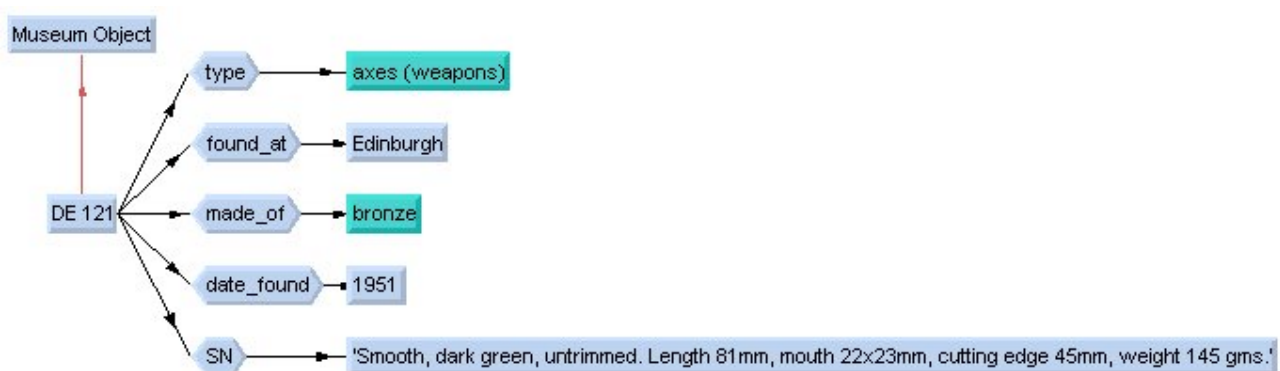 Museum Object
type
axes (weapons)
found_at
Edinburgh
DE 121
made_of
bronze
date_found
1951
SN
'Smooth, dark green, untrimmed. Length 81mm, mouth 22x23mm, cutting edge 45mm, weight 145 gms.'